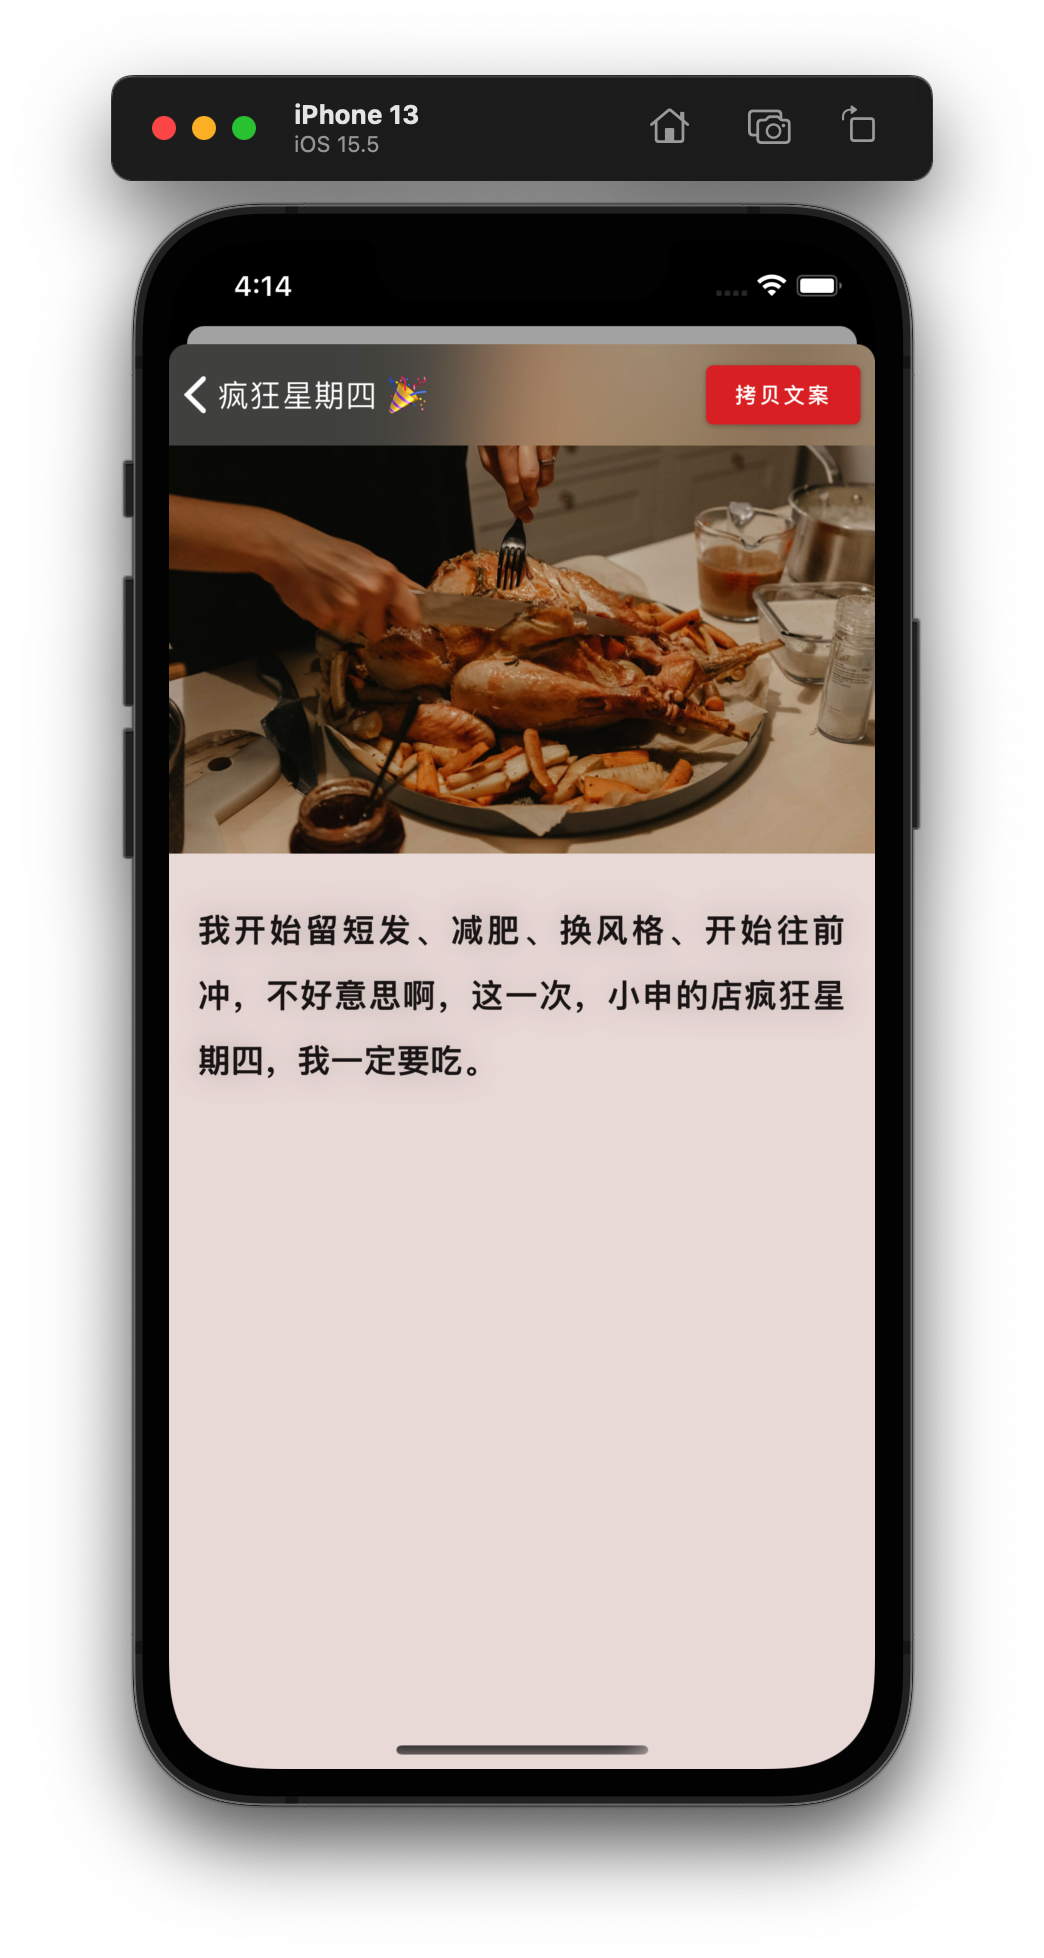 iPhone 13
iOS 15.5
4:14
疯狂星期四 🎉
拷贝文案
我开始留短发、减肥、换风格、开始往前
冲，不好意思啊，这一次，小申的店疯狂星
期四，我一定要吃。